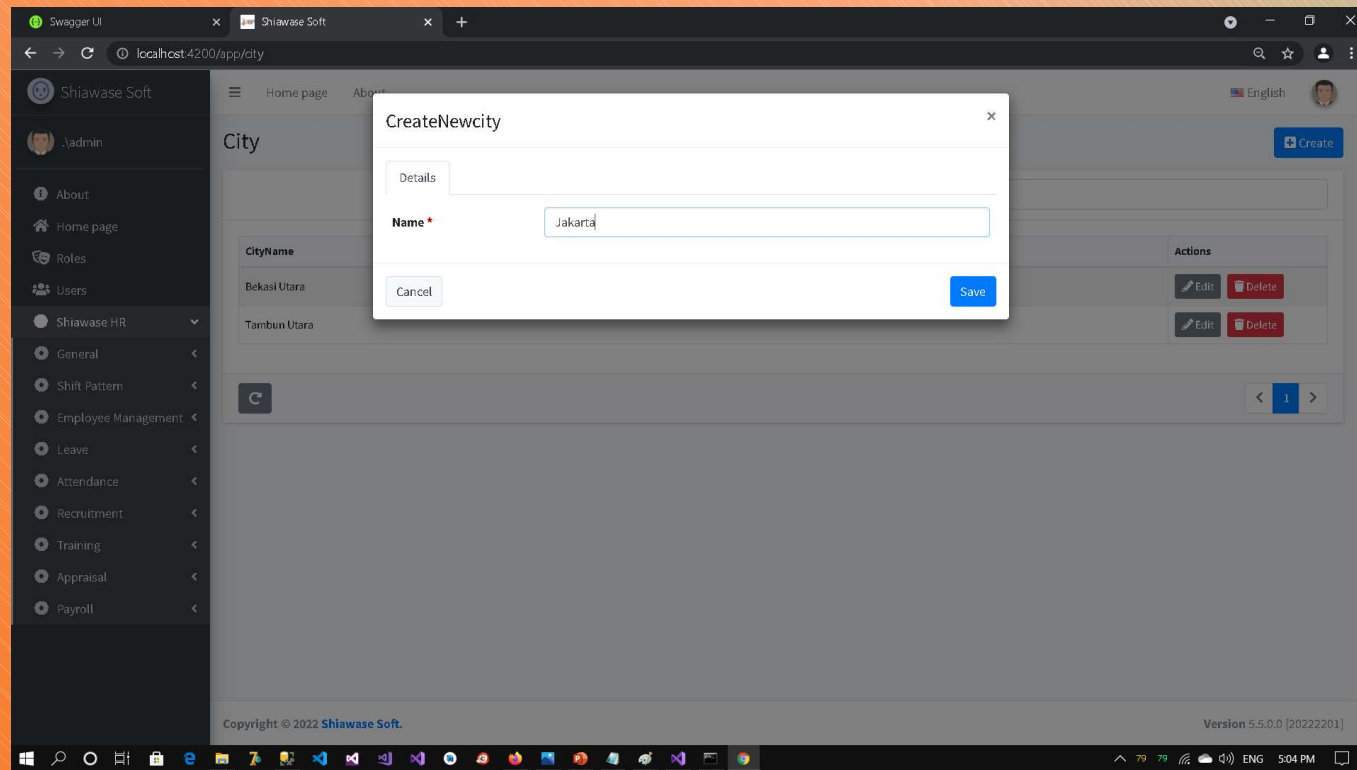 Swagger UI
Shiawase Soft
localhost:4200/app/city
Shiawase Soft
Home page
English
.\admin
City
Create
CreateNewcity
×
Details
Name *
Jakarta
Cancel
Save
About
Home page
Roles
Users
Shiawase HR
General
Shift Pattern
Employee Management
Leave
Attendance
Recruitment
Training
Appraisal
Payroll
CityName
Actions
Bekasi Utara
Edit
Delete
Tambun Utara
Edit
Delete
1
Copyright © 2022 Shiawase Soft.
Version 5.5.0.0 [20222201]
79 79 ENG 5:04 PM